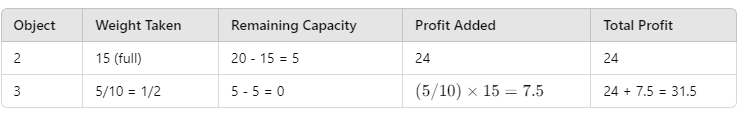 Object Weight Taken Remaining Capacity Profit Added Total Profit
2 15 (full) 20 - 15 = 5 24 24
3 5/10 = 1/2 5 - 5 = 0 (5/10) × 15 = 7.5 24 + 7.5 = 31.5